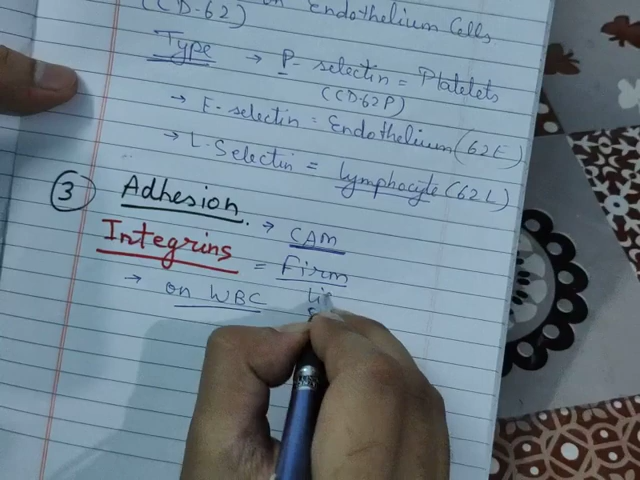 (CD-62) on Endothelium Cells.
Type → P- selectin = Platelets
(CD-62P)
→ E-selectin = Endothelium (62E)
→ L-Selectin = Lymphocyte (62L)
③ Adhesion. → CAM
Integrins = Firm
→ on WBC